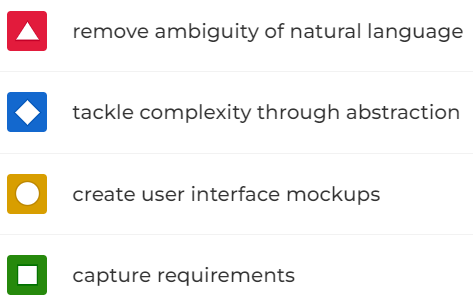 remove ambiguity of natural language
tackle complexity through abstraction
create user interface mockups
capture requirements